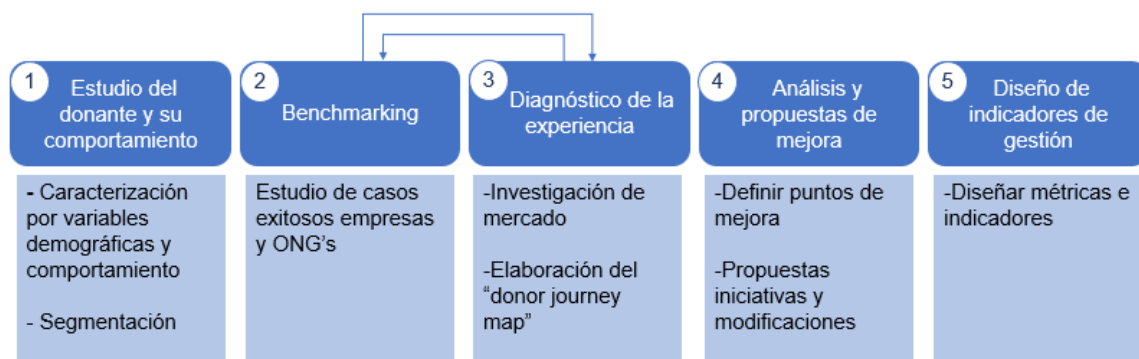 1
Estudio del
donante y su
comportamiento
- Caracterización
por variables
demográficas y
comportamiento
- Segmentación
2
Benchmarking
Estudio de casos
exitosos empresas
y ONG’s
3
Diagnóstico de la
experiencia
-Investigación de
mercado
-Elaboración del
“donor journey
map”
4
Análisis y
propuestas de
mejora
-Definir puntos de
mejora
-Propuestas
iniciativas y
modificaciones
5
Diseño de
indicadores de
gestión
-Diseñar métricas e
indicadores